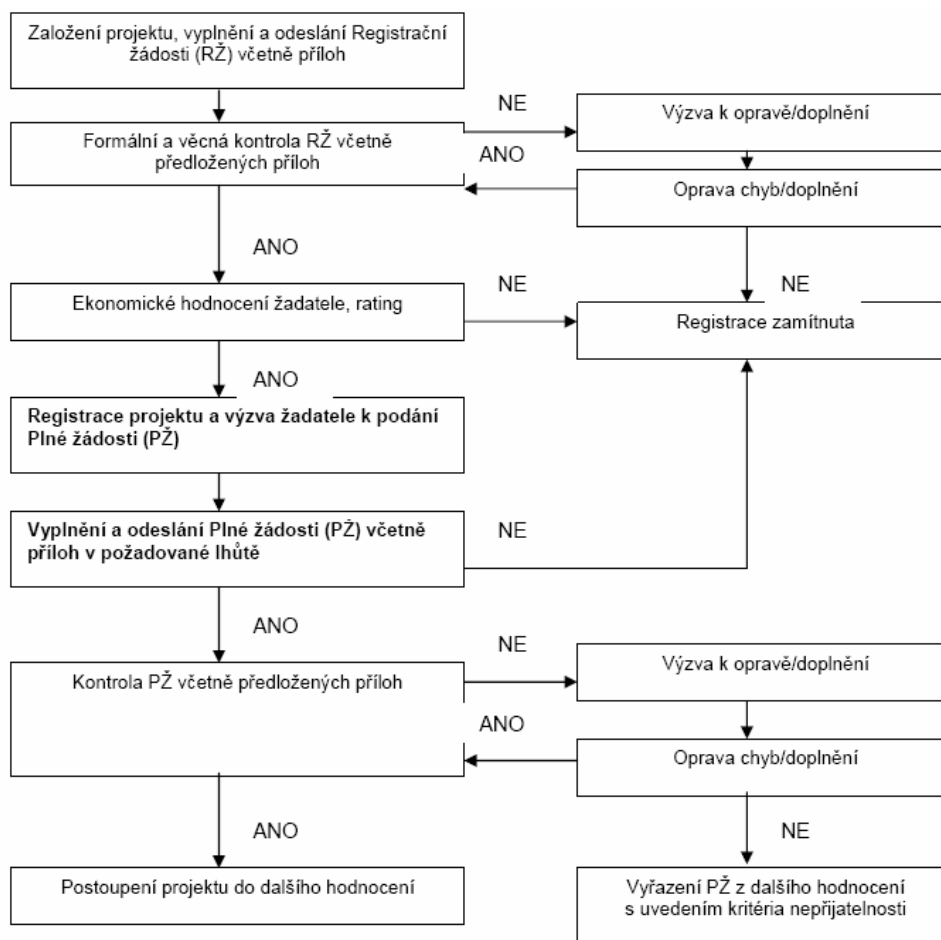 Založení projektu, vyplnění a odeslání Registrační
žádosti (RŽ) včetně příloh
NE
Výzva k opravě/doplnění
Formální a věcná kontrola RŽ včetně
předložených příloh
ANO
Oprava chyb/doplnění
ANO
NE
Ekonomické hodnocení žadatele, rating
NE
Registrace zamítnuta
ANO
Registrace projektu a výzva žadatele k podání
Plné žádosti (PŽ)
Vyplnění a odeslání Plné žádosti (PŽ) včetně
příloh v požadované lhůtě
NE
ANO
NE
Výzva k opravě/doplnění
Kontrola PŽ včetně předložených příloh
ANO
Oprava chyb/doplnění
ANO
NE
Postoupení projektu do dalšího hodnocení
Vyřazení PŽ z dalšího hodnocení
s uvedením kritéria nepřijatelnosti